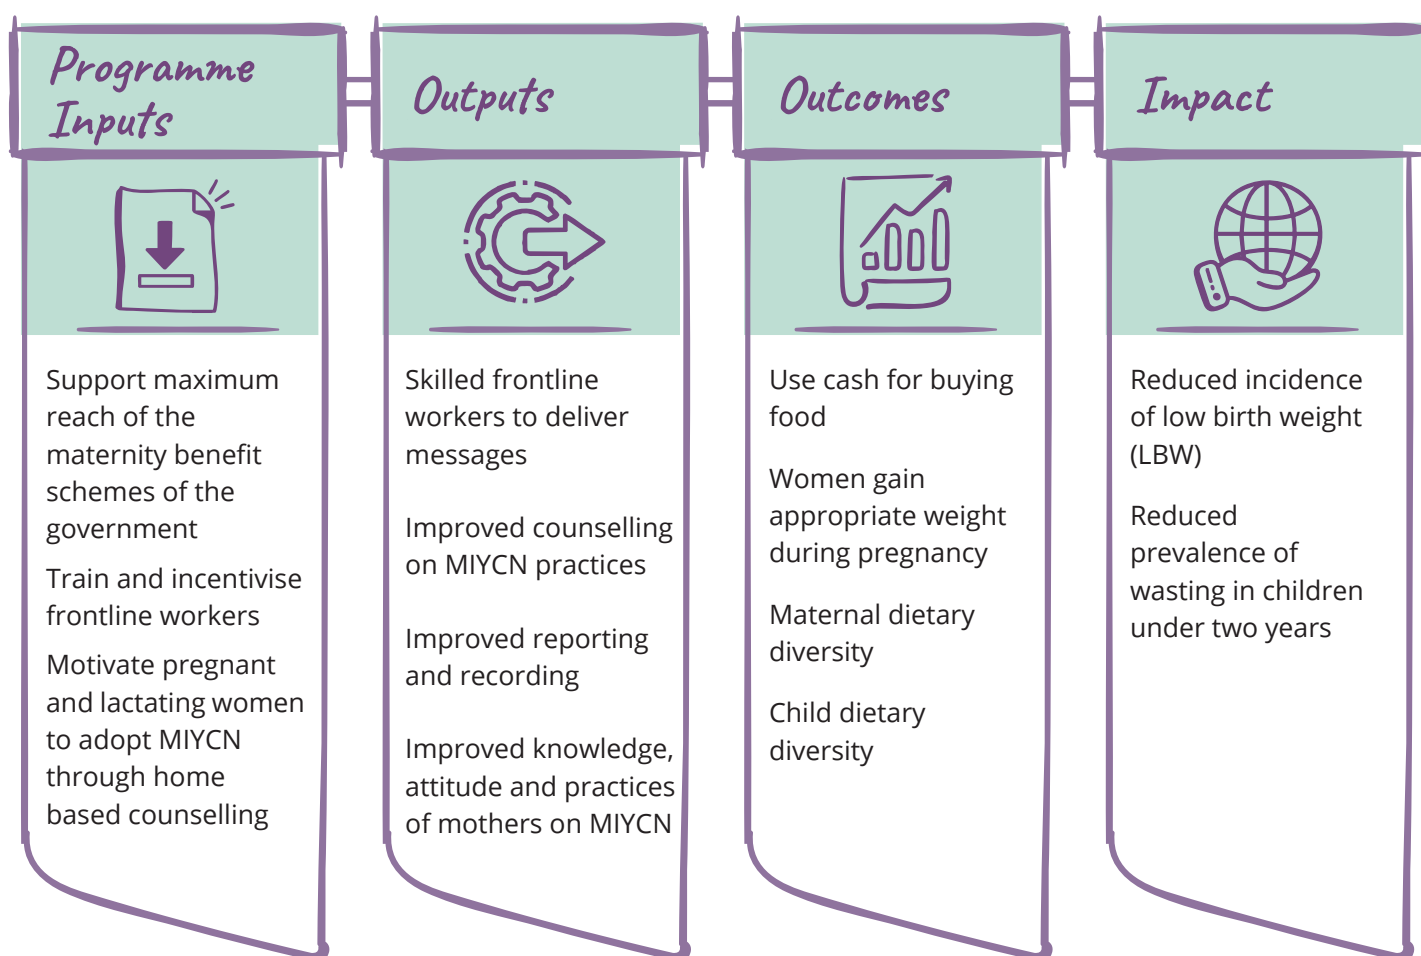 Programme
Inputs
Support maximum
reach of the
maternity benefit
schemes of the
government
Train and incentivise
frontline workers
Motivate pregnant
and lactating women
to adopt MIYCN
through home
based counselling
Outputs
Skilled frontline
workers to deliver
messages
Improved counselling
on MIYCN practices
Improved reporting
and recording
Improved knowledge,
attitude and practices
of mothers on MIYCN
Outcomes
Use cash for buying
food
Women gain
appropriate weight
during pregnancy
Maternal dietary
diversity
Child dietary
diversity
Impact
Reduced incidence
of low birth weight
(LBW)
Reduced
prevalence of
wasting in children
under two years